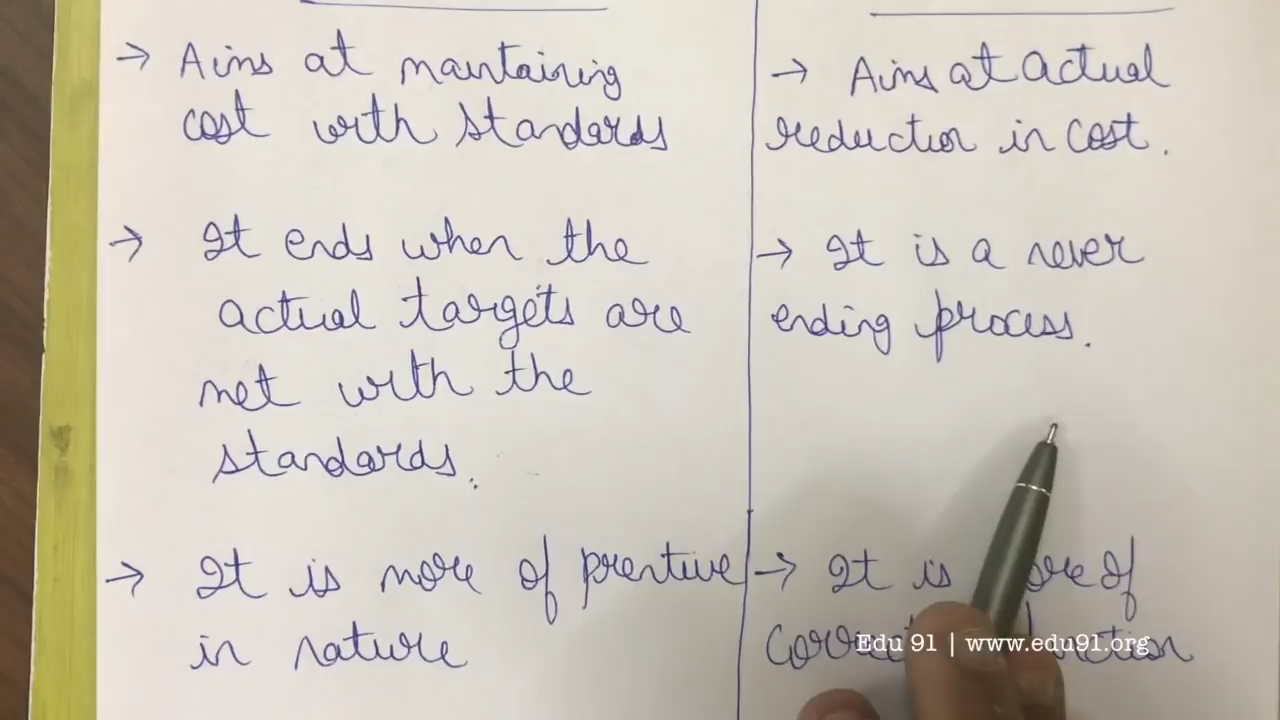 → Aims at maintaining
cost with standards
→ It ends when the
actual targets are
met with the
standards.
→ It is more of prentive
in nature
→ Aims at actual
reduction in cost.
→ It is a never
ending process.
→ It is of
function
Edu 91 | www.edu91.org